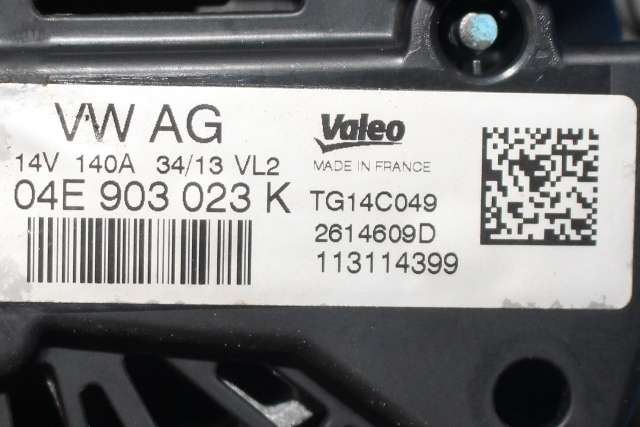 VW AG
14V 140A 34/13 VL2
04E 903 023 K
Valeo
MADE IN FRANCE
TG14C049
2614609D
113114399